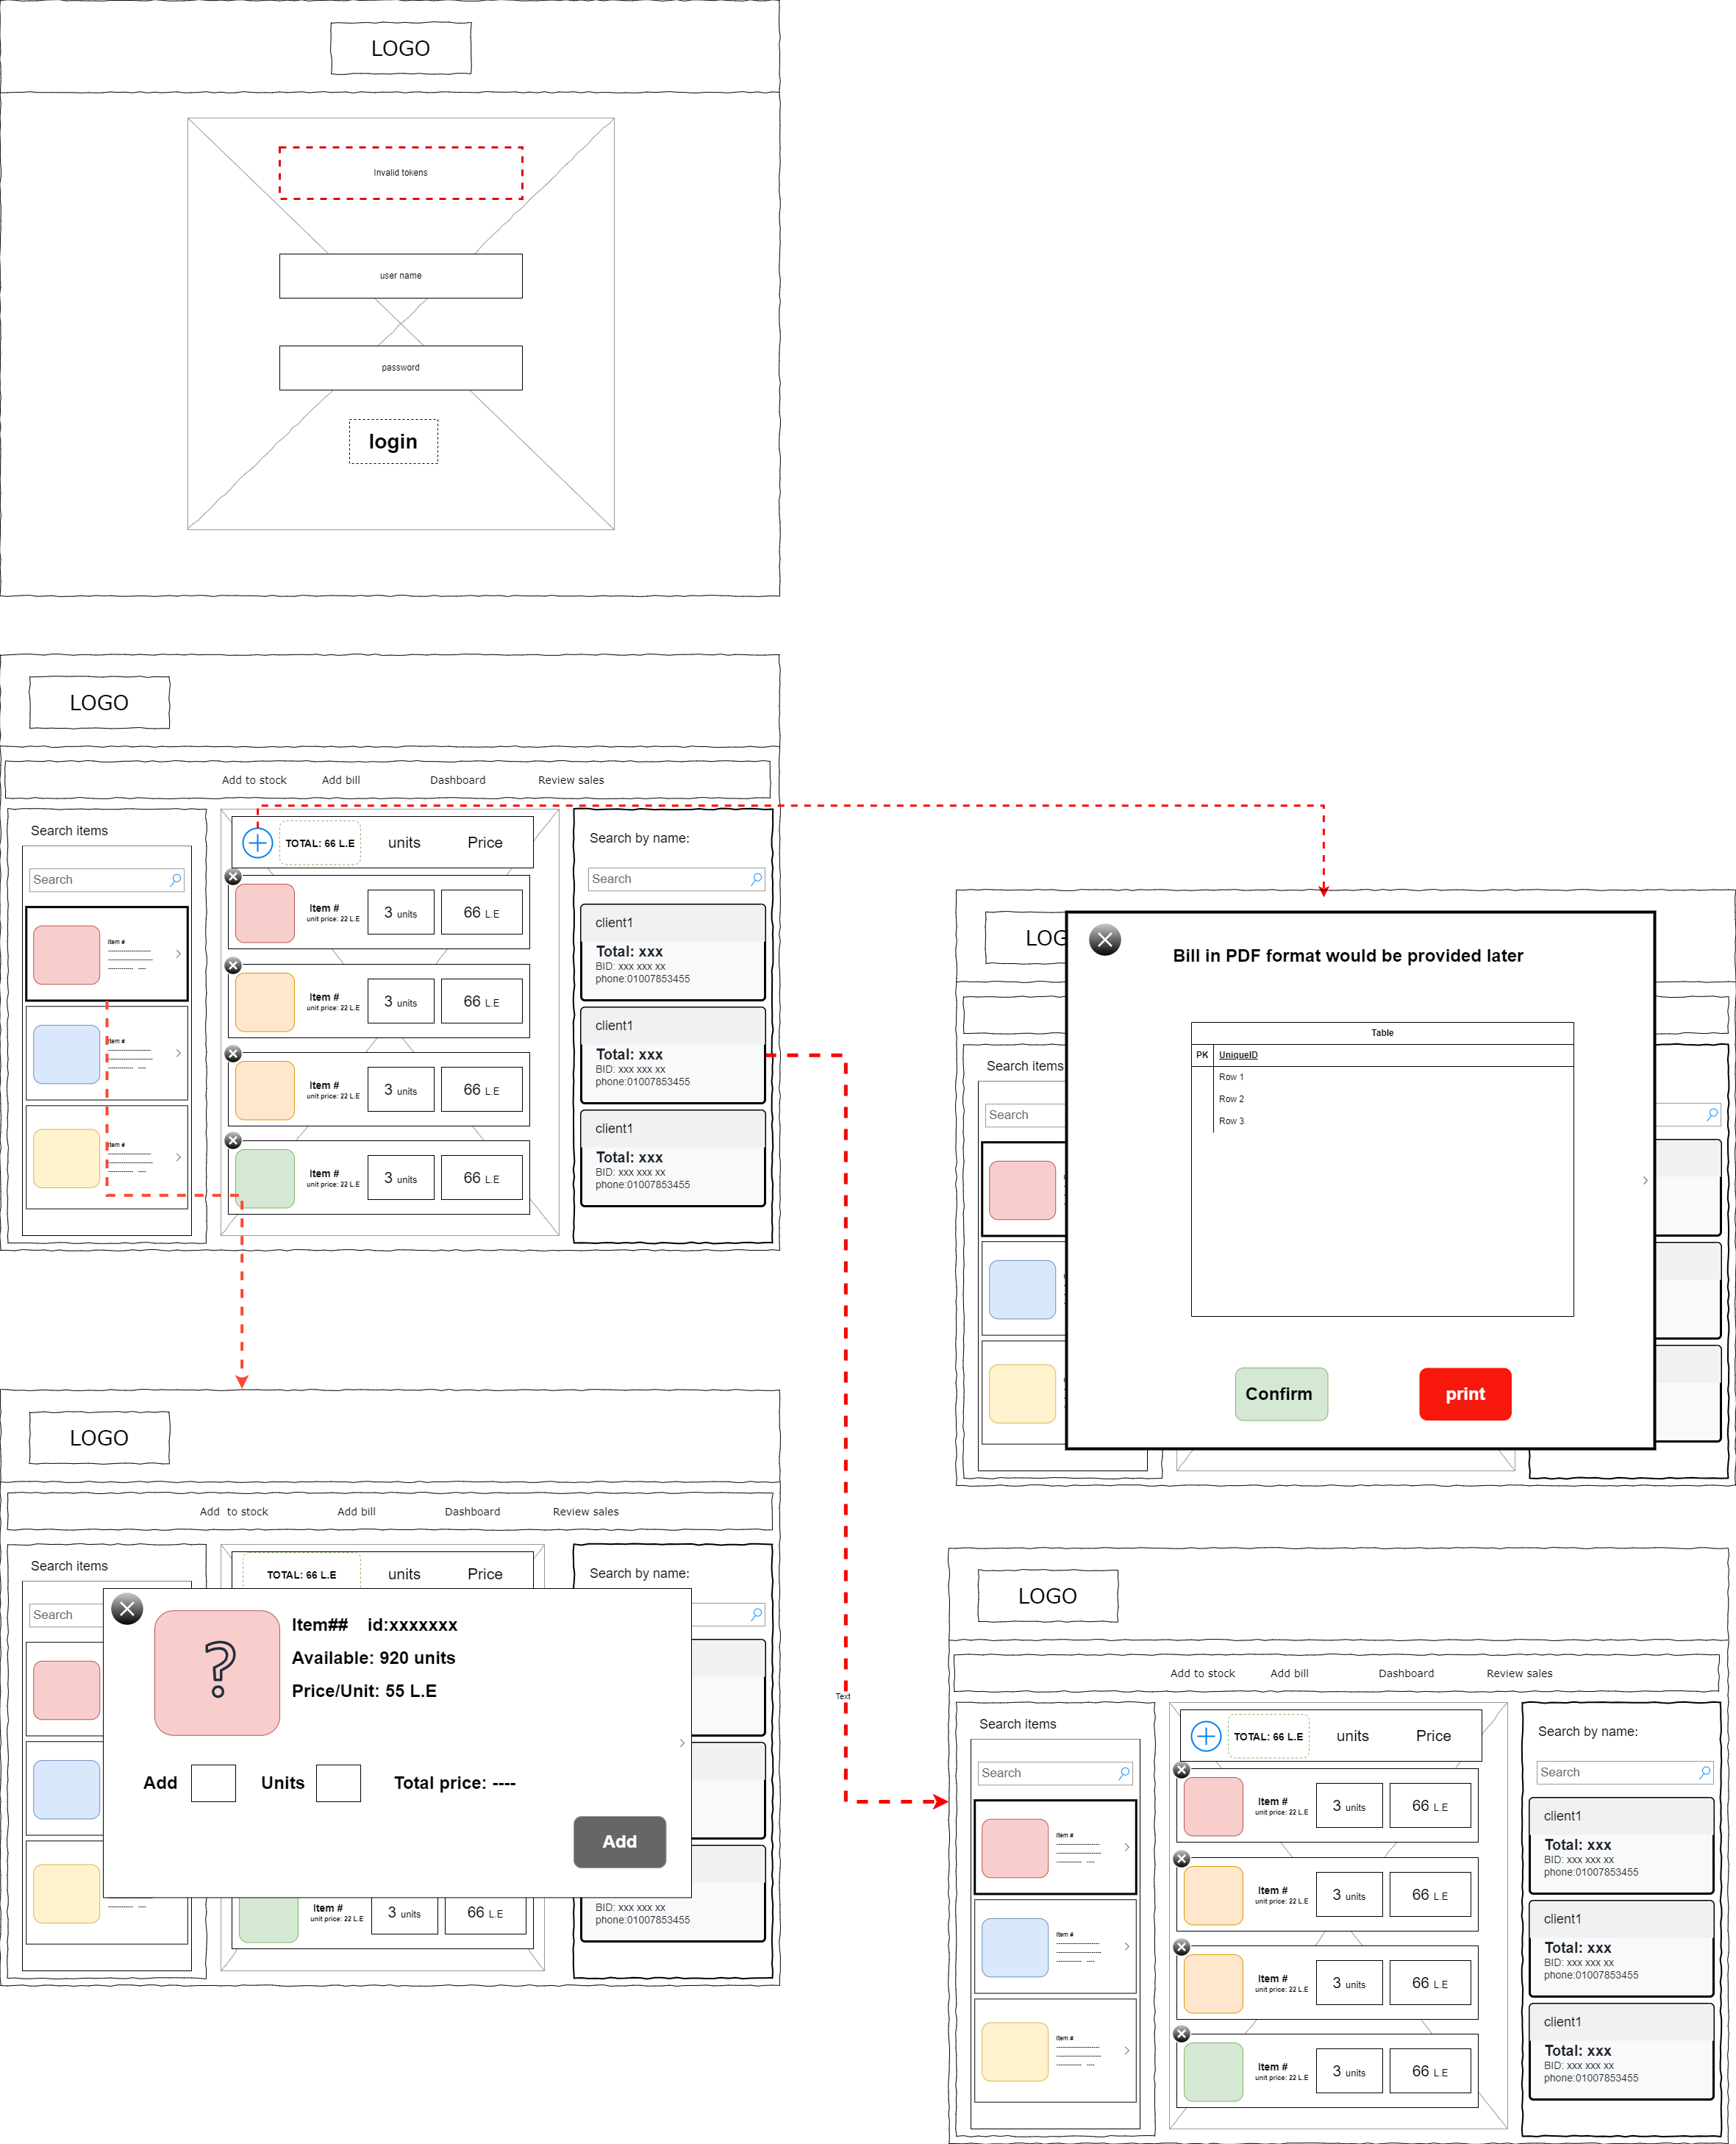 LOGO
Invalid tokens
user name
password
login
LOGO
Add to stock Add bill Dashboard Review sales
Search items
Search
Item #
Item #
Item #
TOTAL: 66 L.E units Price
Item #
unit price: 22 L.E
3 units 66 L.E
Item #
unit price: 22 L.E
3 units 66 L.E
Item #
unit price: 22 L.E
3 units 66 L.E
Item #
unit price: 22 L.E
3 units 66 L.E
Search by name:
Search
client1
Total: xxx
BID: xxx xxx xx
phone:01007853455
client1
Total: xxx
BID: xxx xxx xx
phone:01007853455
client1
Total: xxx
BID: xxx xxx xx
phone:01007853455
LOG
Search items
Search
Bill in PDF format would be provided later
Table
PK UniqueID
Row 1
Row 2
Row 3
Confirm print
LOGO
Add to stock Add bill Dashboard Review sales
Search items
Search
TOTAL: 66 L.E units Price
Search by name:
Item## id:xxxxxxx
Available: 920 units
Price/Unit: 55 L.E
Add Units Total price: ----
Add
Item #
unit price: 22 L.E
3 units 66 L.E
BID: xxx xxx xx
phone:01007853455
Text
LOGO
Add to stock Add bill Dashboard Review sales
Search items
Search
Item #
Item #
Item #
TOTAL: 66 L.E units Price
Item #
unit price: 22 L.E
3 units 66 L.E
Item #
unit price: 22 L.E
3 units 66 L.E
Item #
unit price: 22 L.E
3 units 66 L.E
Item #
unit price: 22 L.E
3 units 66 L.E
Search by name:
Search
client1
Total: xxx
BID: xxx xxx xx
phone:01007853455
client1
Total: xxx
BID: xxx xxx xx
phone:01007853455
client1
Total: xxx
BID: xxx xxx xx
phone:01007853455